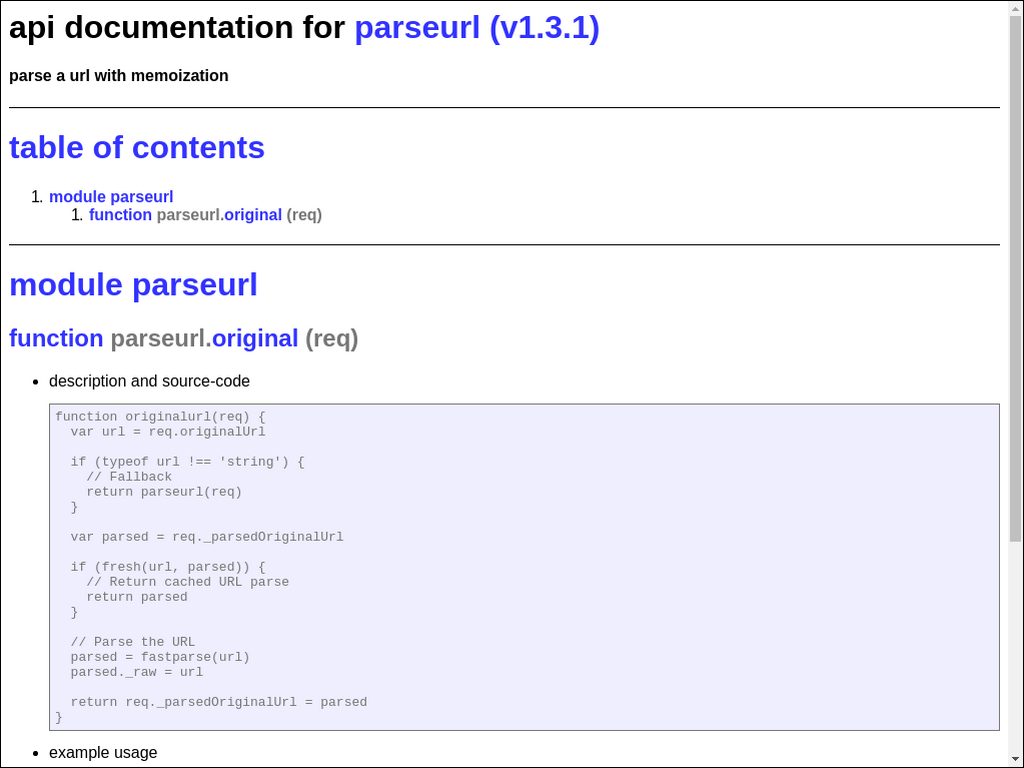 api documentation for parseurl (v1.3.1)
parse a url with memoization
table of contents
1. module parseurl
1. function parseurl.original (req)
module parseurl
function parseurl.original (req)
• description and source-code
function originalurl(req) {
  var url = req.originalUrl
  if (typeof url !== 'string') {
    // Fallback
    return parseurl(req)
  }
  var parsed = req._parsedOriginalUrl
  if (fresh(url, parsed)) {
    // Return cached URL parse
    return parsed
  }
  // Parse the URL
  parsed = fastparse(url)
  parsed._raw = url
  return req._parsedOriginalUrl = parsed
}
• example usage